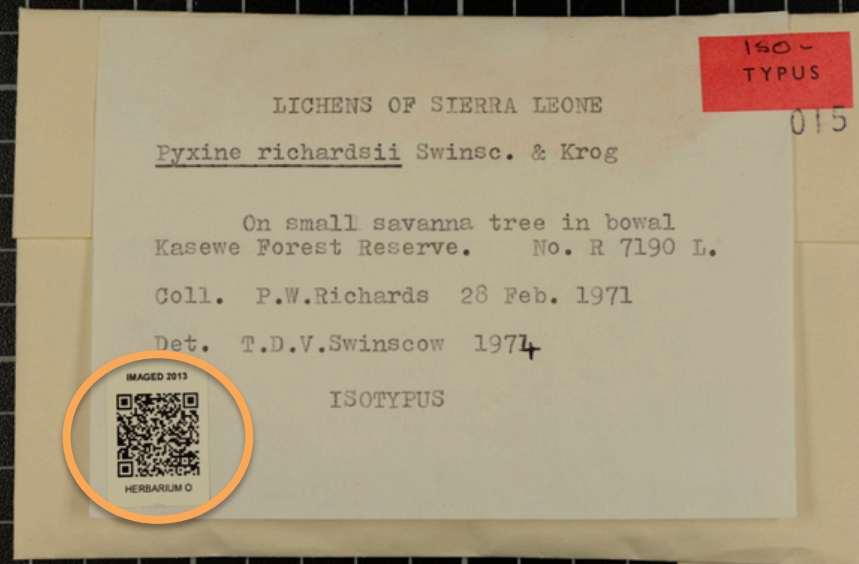 ISO-
TYPUS
015
LICHENS OF SIERRA LEONE
Pyxine richardsii Swinsc. & Krog
On small savanna tree in bowal
Kasewe Forest Reserve. No. R 7190 L.
Coll. P.W.Richards 28 Feb. 1971
Det. T.D.V.Swinscow 1974
ISOTYPUS
IMAGED 2013
HERBARIUM O